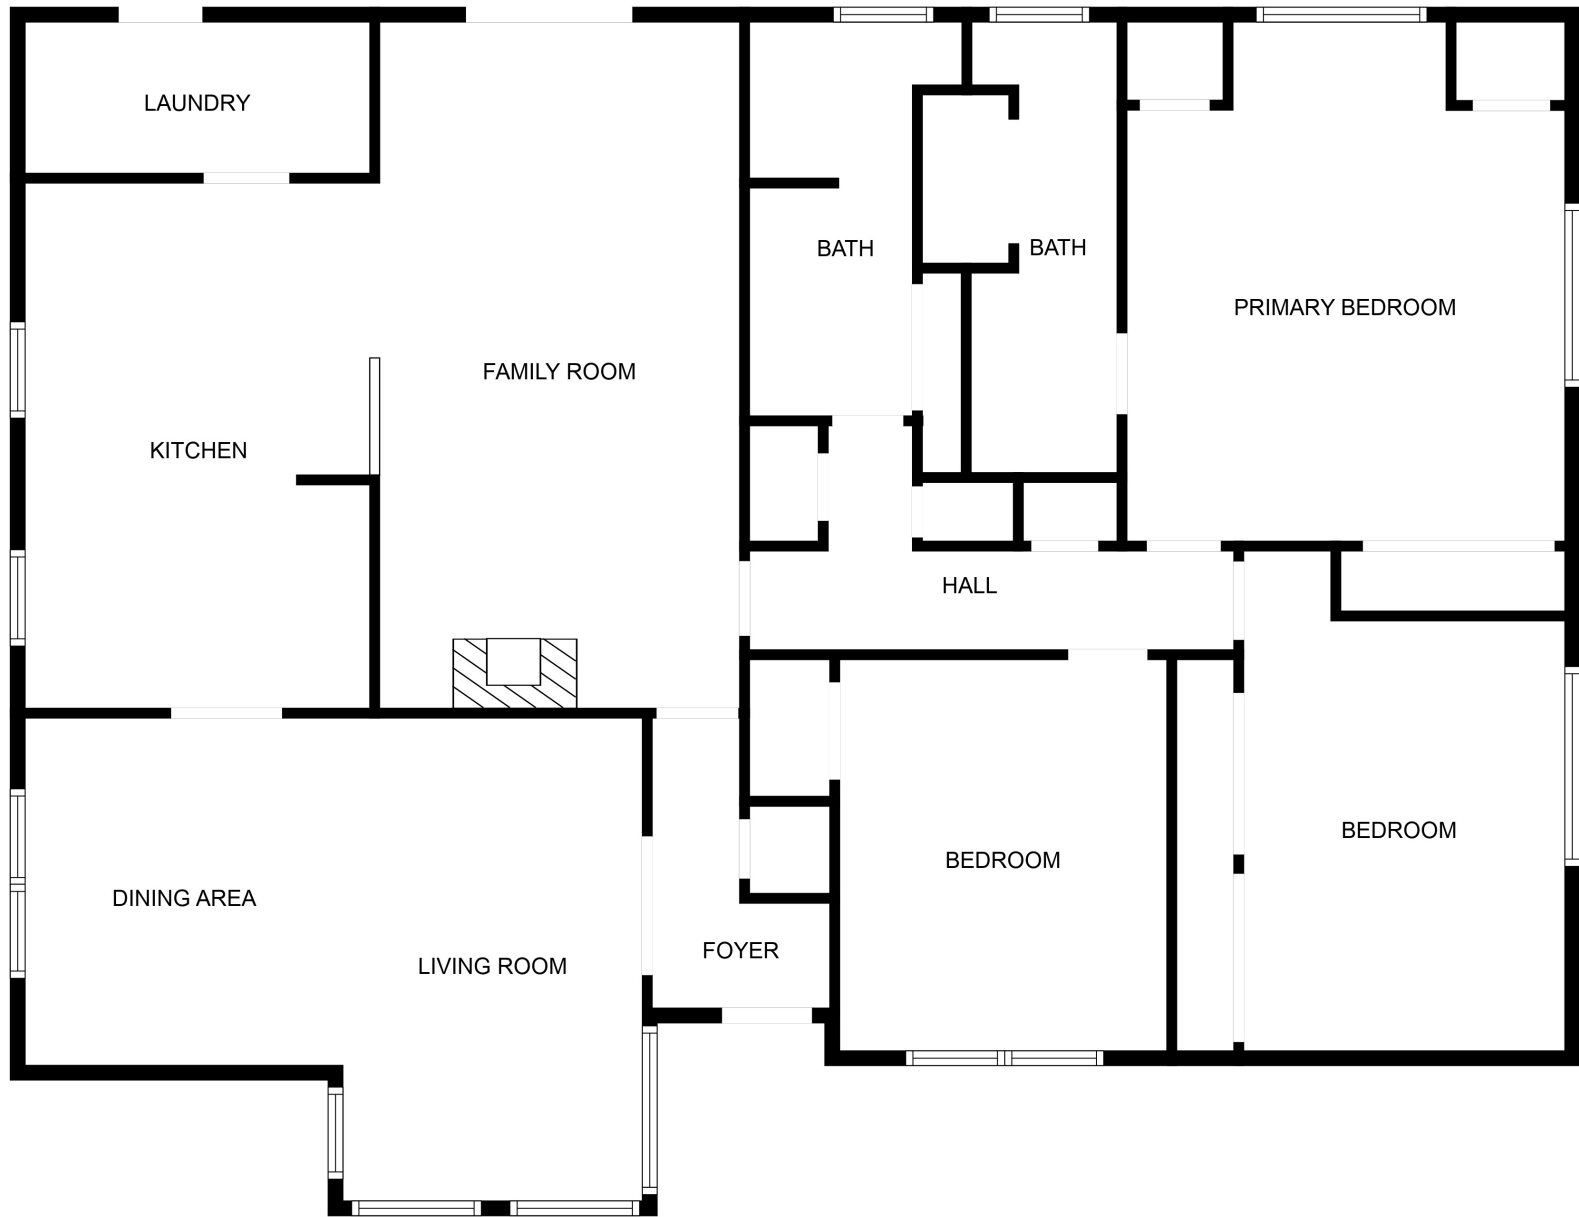 LAUNDRY
BATH
BATH
PRIMARY BEDROOM
FAMILY ROOM
KITCHEN
HALL
BEDROOM
BEDROOM
DINING AREA
FOYER
LIVING ROOM